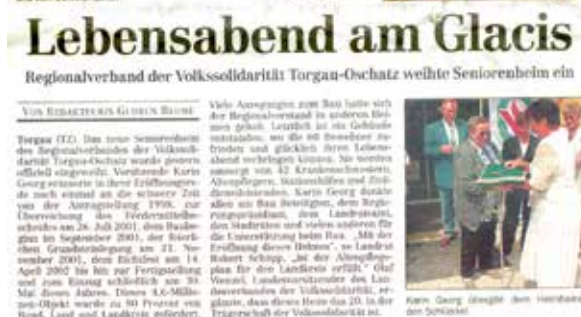 Lebensabend am Glacis
Regionalverband der Volkssolidarität Torgau-Oschatz weihte Seniorenheim ein
Von Redakteurin Gudrun Blume
Torgau (TZ). Das neue Seniorenheim
des Regionalverbandes der Volkssoli-
darität Torgau-Oschatz wurde gestern
offiziell eingeweiht. Vorsitzende Karin
Georg erinnerte in ihrer Eröffnungsre-
de noch einmal an die schwere Zeit
von der Antragstellung 1998, zur
Überreichung des Fördermittelbe-
scheides am 26. Juli 2001, dem Baube-
ginn im September 2001, der feierli-
chen Grundsteinlegung am 21. No-
vember 2001, dem Richtfest am 14.
April 2002 bis hin zur Fertigstellung
und zum Einzug schließlich am 30.
Mai dieses Jahres. Dieses 4,6-Millio-
nen-Objekt wurde zu 90 Prozent von
Bund, Land und Landkreis gefördert.
Viele Anregungen zum Bau hatte sich
der Regionalvorstand in anderen Hei-
men geholt. Letztlich ist ein Gebäude
entstanden, wo die 60 Bewohner zu-
frieden und glücklich ihren Lebens-
abend verbringen können. Sie werden
umsorgt von 42 Krankenschwestern,
Altenpflegern, Stationshilfen und Zivil-
dienstleistenden. Karin Georg dankte
allen am Bau Beteiligten, dem Regie-
rungspräsidium, dem Landratsamt,
den Stadträten und vielen anderen für
die Unterstützung beim Bau. „Mit der
Eröffnung dieses Heimes", so Landrat
Robert Schöpp, „ist der Altenpflege-
plan für den Landkreis erfüllt." Olaf
Wenzel, Landesvorsitzender des Lan-
desverbandes der Volkssolidarität, er-
gänzte, dass dieses Heim das 20. in der
Trägerschaft der Volkssolidarität ist.
Karin Georg übergibt dem Heimleiter
den Schlüssel.